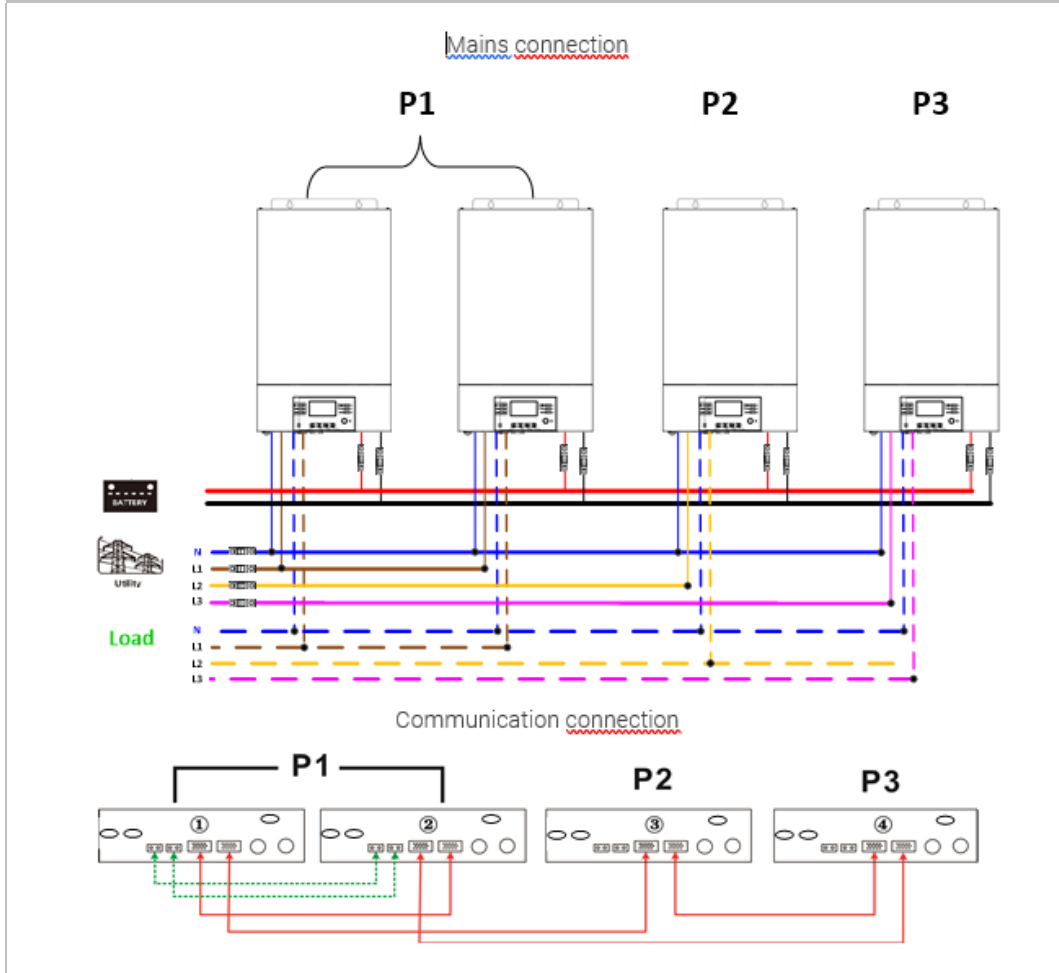 Mains connection
P1 P2 P3
BATTERY
N
L1
Utility
L2
L3
Load
N
L1
L2
L3
Communication connection
P1 P2 P3
① ② ③ ④